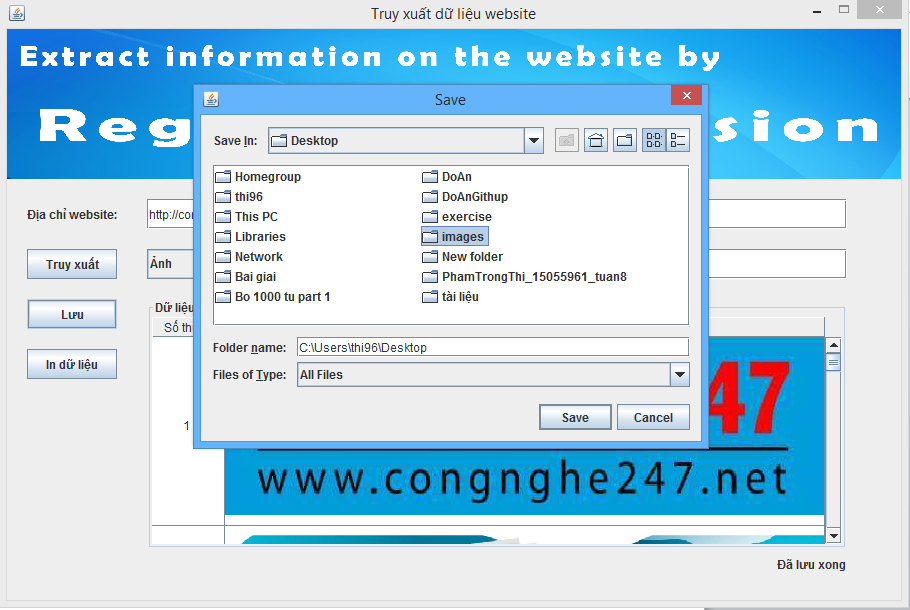 Truy xuất dữ liệu website
Extract information on the website by
Reg sion
Save
Save In: Desktop
Homegroup DoAn
thi96 DoAnGithup
This PC exercise
Libraries images
Network New folder
Bai giai PhamTrongThi_15055961_tuan8
Bo 1000 tu part 1 tài liệu
Folder name: C:\Users\thi96\Desktop
Files of Type: All Files
Save Cancel
Địa chỉ website: http://co
Truy xuất Ảnh
Lưu
In dữ liệu
Dữ liệu
Số th
1
47
www.congnghe247.net
Đã lưu xong